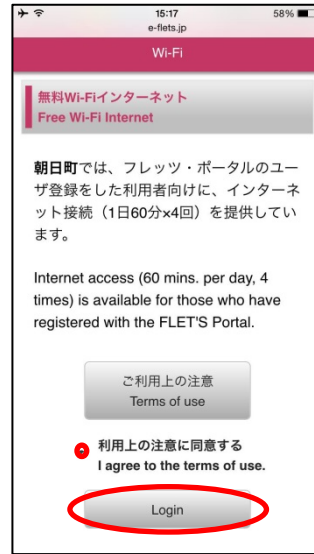 15:17
58%
e-flets.jp
Wi-Fi
無料Wi-Fiインターネット
Free Wi-Fi Internet
朝日町では、フレッツ・ポータルのユー
ザ登録をした利用者向けに、インターネ
ット接続（1日60分×4回）を提供してい
ます。
Internet access (60 mins. per day, 4
times) is available for those who have
registered with the FLET'S Portal.
ご利用上の注意
Terms of use
利用上の注意に同意する
I agree to the terms of use.
Login